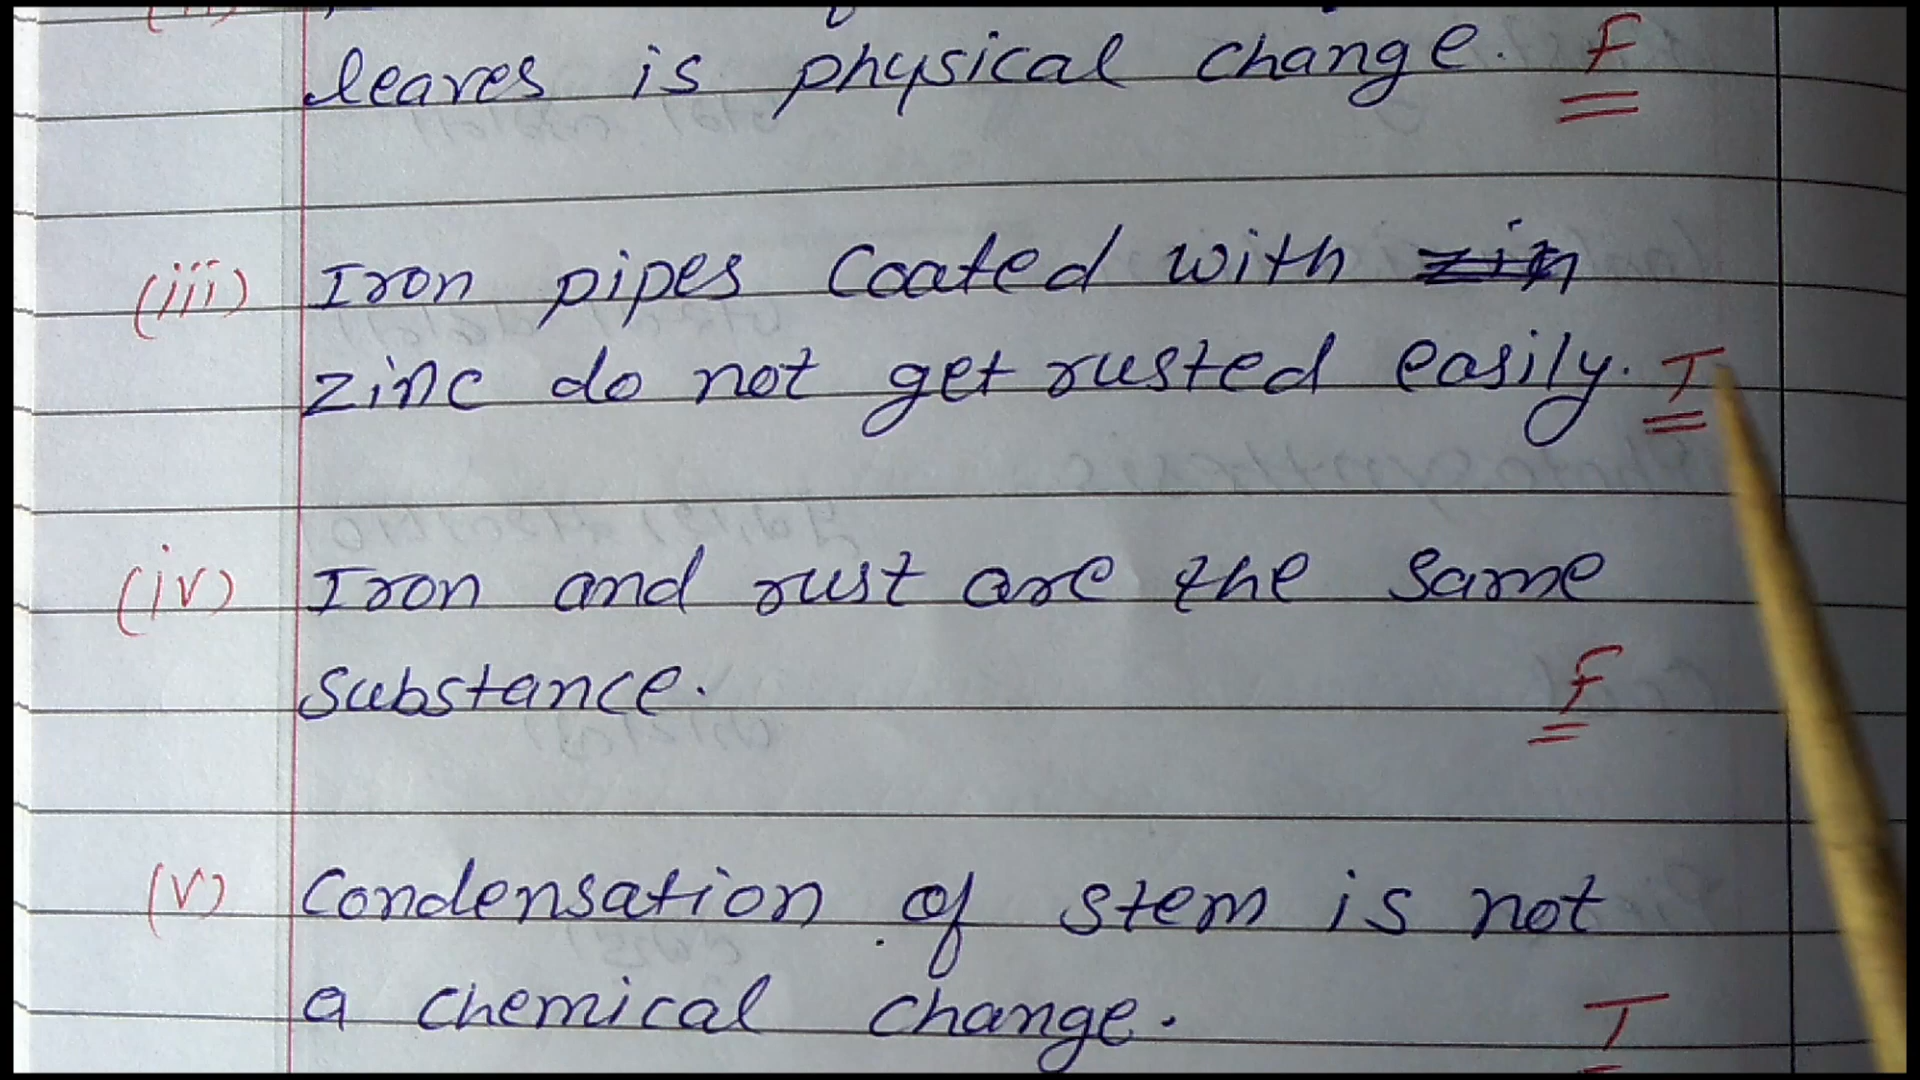 leaves is physical change. F
(iii) Iron pipes Coated with zin
zinc do not get rusted easily. T
(iv) Iron and rust are the same
substance. F
(v) Condensation of stem is not
a chemical change. T